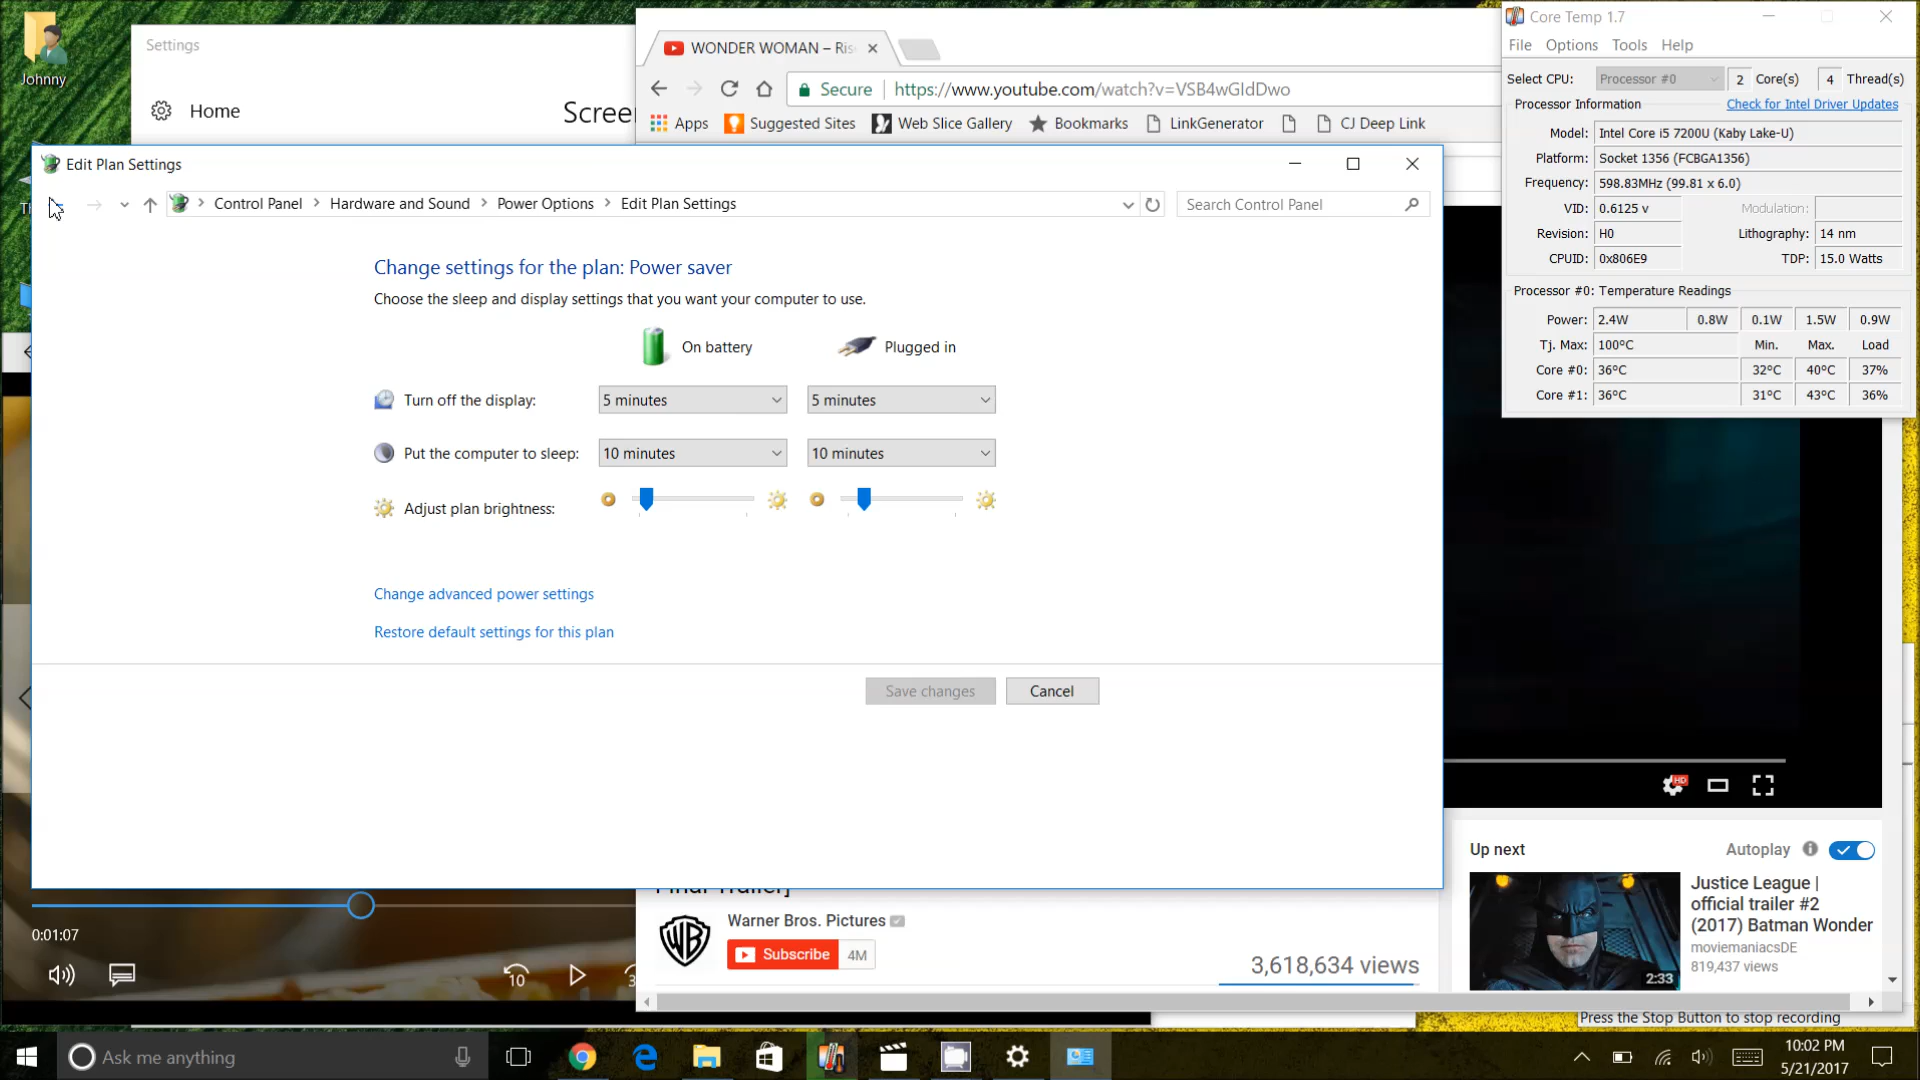 Johnny
Settings
Home
Screen
WONDER WOMAN – Ris
Secure
https://www.youtube.com/watch?v=VSB4wGIdDwo
Apps
Suggested Sites
Web Slice Gallery
Bookmarks
LinkGenerator
CJ Deep Link
Core Temp 1.7
File Options Tools Help
Select CPU: Processor #0 2 Core(s) 4 Thread(s)
Processor Information Check for Intel Driver Updates
Model: Intel Core i5 7200U (Kaby Lake-U)
Platform: Socket 1356 (FCBGA1356)
Frequency: 598.83MHz (99.81 x 6.0)
VID: 0.6125 v Modulation:
Revision: H0 Lithography: 14 nm
CPUID: 0x806E9 TDP: 15.0 Watts
Processor #0: Temperature Readings
Power: 2.4W 0.8W 0.1W 1.5W 0.9W
Tj. Max: 100°C Min. Max. Load
Core #0: 36°C 32°C 40°C 37%
Core #1: 36°C 31°C 43°C 36%
Edit Plan Settings
Control Panel > Hardware and Sound > Power Options > Edit Plan Settings
Search Control Panel
Change settings for the plan: Power saver
Choose the sleep and display settings that you want your computer to use.
On battery Plugged in
Turn off the display: 5 minutes 5 minutes
Put the computer to sleep: 10 minutes 10 minutes
Adjust plan brightness:
Change advanced power settings
Restore default settings for this plan
Save changes Cancel
HD
Final Trailer]
WB
Warner Bros. Pictures
Subscribe 4M
3,618,634 views
Up next
Autoplay
Justice League |
official trailer #2
(2017) Batman Wonder
moviemaniacsDE
819,437 views
2:33
0:01:07
10
Press the Stop Button to stop recording
Ask me anything
10:02 PM
5/21/2017